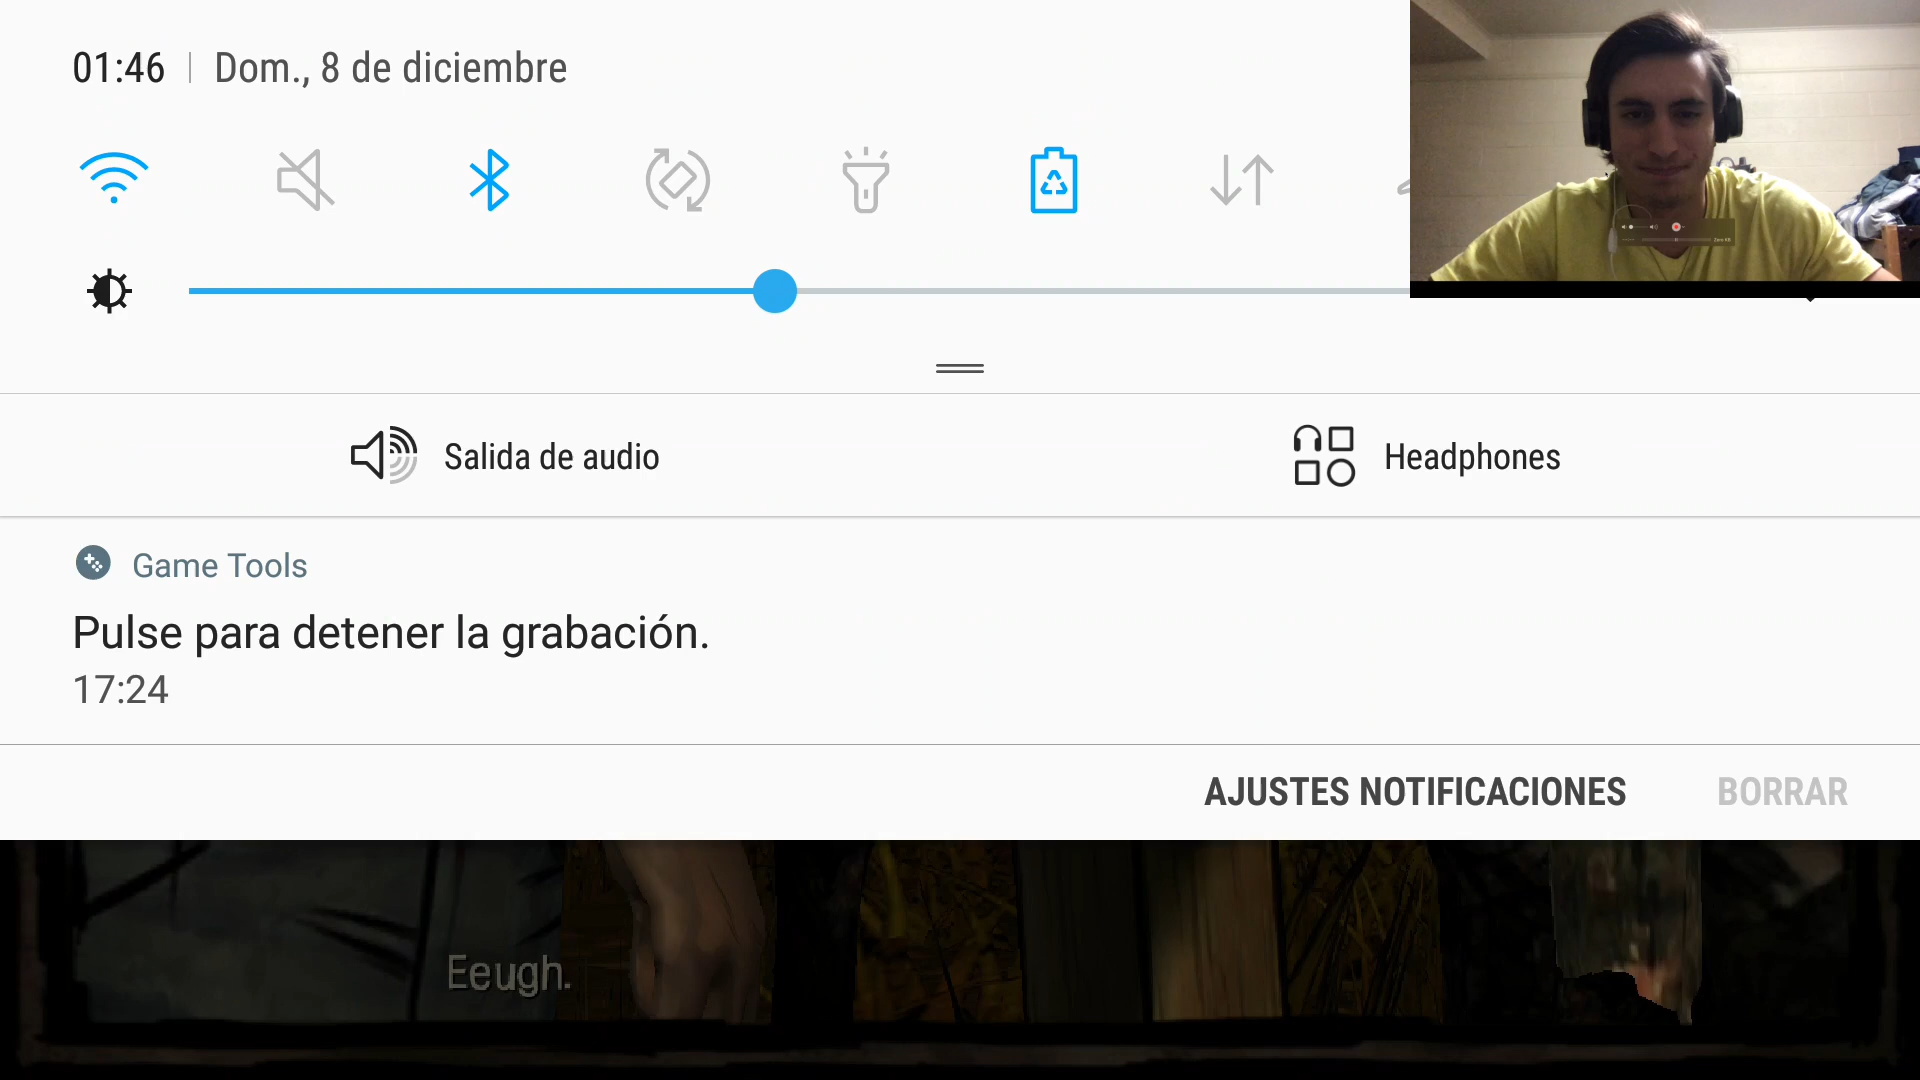 01:46 | Dom., 8 de diciembre
Salida de audio
Headphones
Game Tools
Pulse para detener la grabación.
17:24
AJUSTES NOTIFICACIONES
BORRAR
Eeugh.